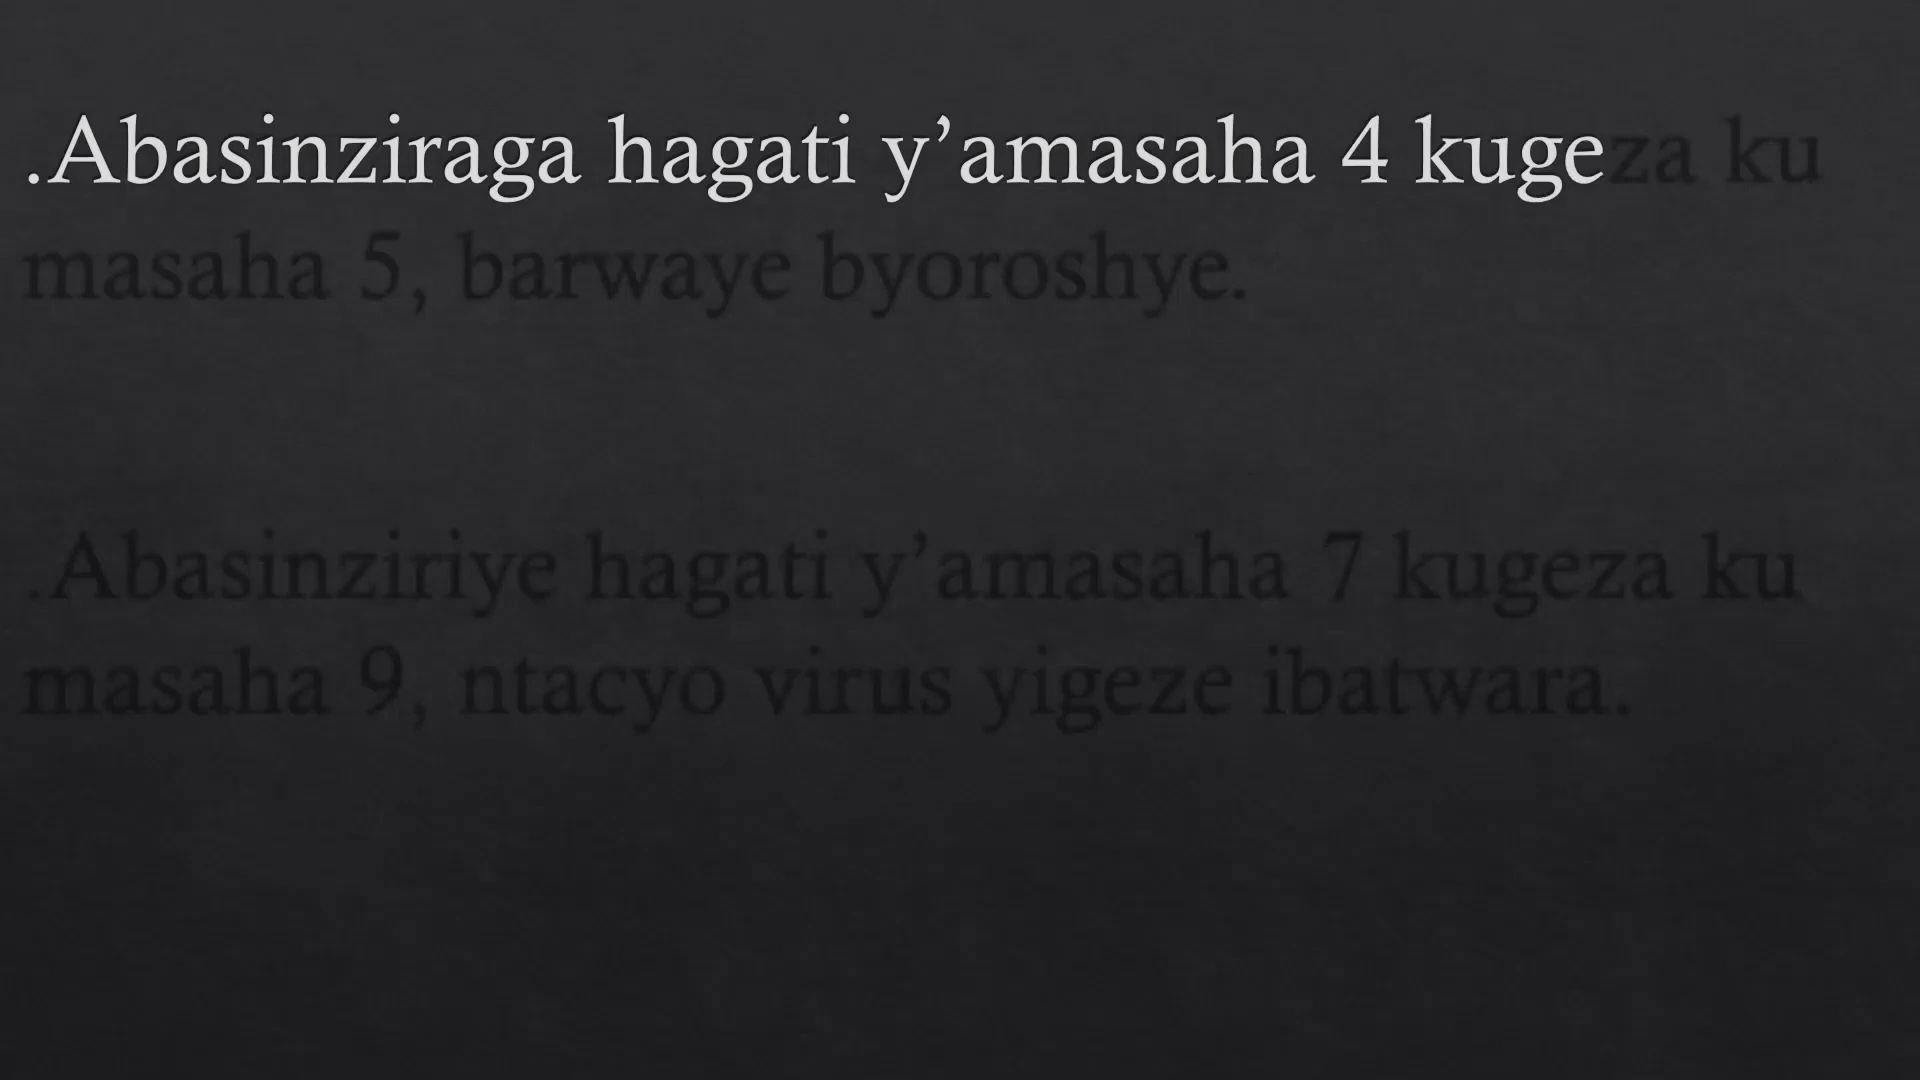 .Abasinziraga hagati y’amasaha 4 kugeza ku
masaha 5, barwaye byoroshye.
.Abasinziriye hagati y’amasaha 7 kugeza ku
masaha 9, ntacyo virus yigeze ibatwara.